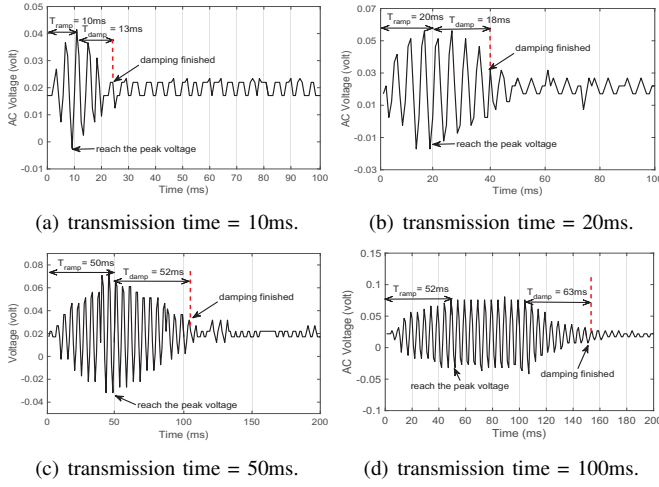 T_ramp = 10ms
T_damp = 13ms
0.05
0.04
0.03
0.02
0.01
0
0.01
AC Voltage (volt)
damping finished
reach the peak voltage
0 10 20 30 40 50 60 70 80 90 100
Time (ms)
(a) transmission time = 10ms.
T_ramp = 20ms
T_damp = 18ms
0.07
0.05
0.03
0.01
-0.01
-0.03
AC Voltage (volt)
damping finished
reach the peak voltage
0 20 40 60 80 100
Time (ms)
(b) transmission time = 20ms.
T_ramp = 50ms
T_damp = 52ms
0.08
0.06
0.04
0.02
0
-0.02
-0.04
Voltage (volt)
damping finished
reach the peak voltage
0 50 100 150 200
Time (ms)
(c) transmission time = 50ms.
T_ramp = 52ms
T_damp = 63ms
0.15
0.1
0.05
0
0.05
-0.1
AC Voltage (volt)
reach the peak voltage
damping finished
0 20 40 60 80 100 120 140 160 180 200
Time (ms)
(d) transmission time = 100ms.